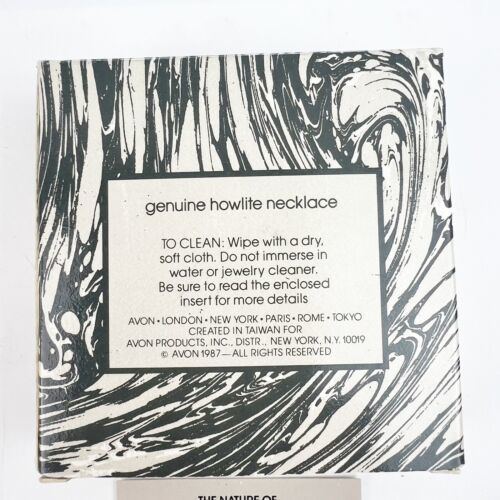 genuine howlite necklace
TO CLEAN: Wipe with a dry,
soft cloth. Do not immerse in
water or jewelry cleaner.
Be sure to read the enclosed
insert for more details
AVON • LONDON • NEW YORK • PARIS • ROME • TOKYO
CREATED IN TAIWAN FOR
AVON PRODUCTS, INC., DISTR., NEW YORK, N.Y. 10019
© AVON 1987— ALL RIGHTS RESERVED
THE NATURE OF